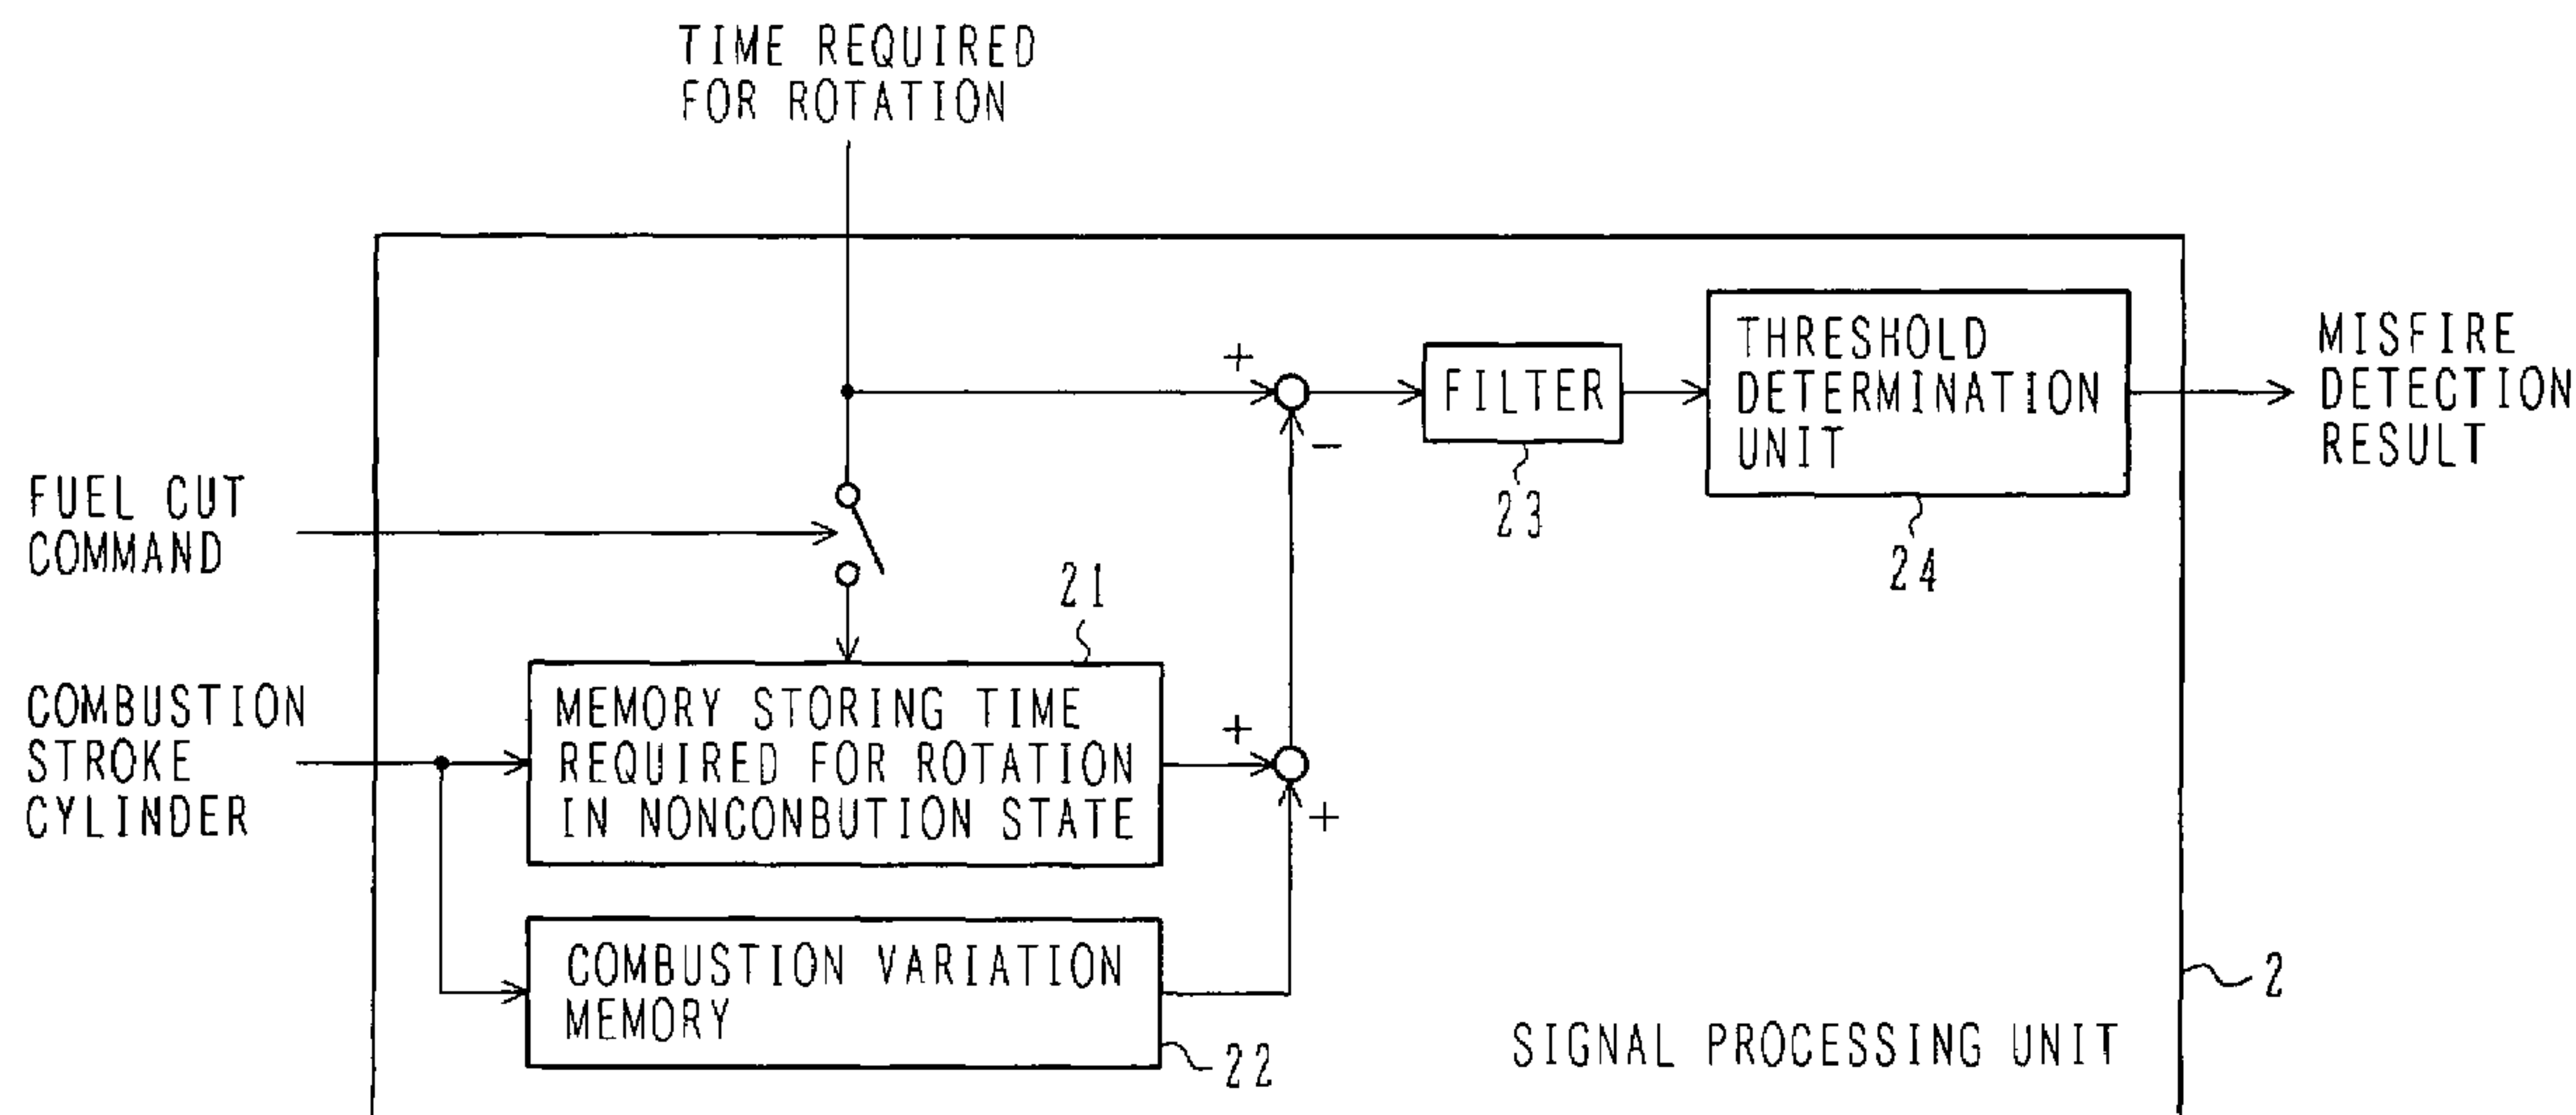 TIME REQUIRED
FOR ROTATION
+
−
FILTER
23
THRESHOLD
DETERMINATION
UNIT
24
MISFIRE
DETECTION
RESULT
FUEL CUT
COMMAND
21
COMBUSTION
STROKE
CYLINDER
MEMORY STORING TIME
REQUIRED FOR ROTATION
IN NONCONBUTION STATE
+
+
COMBUSTION VARIATION
MEMORY
22
SIGNAL PROCESSING UNIT
2